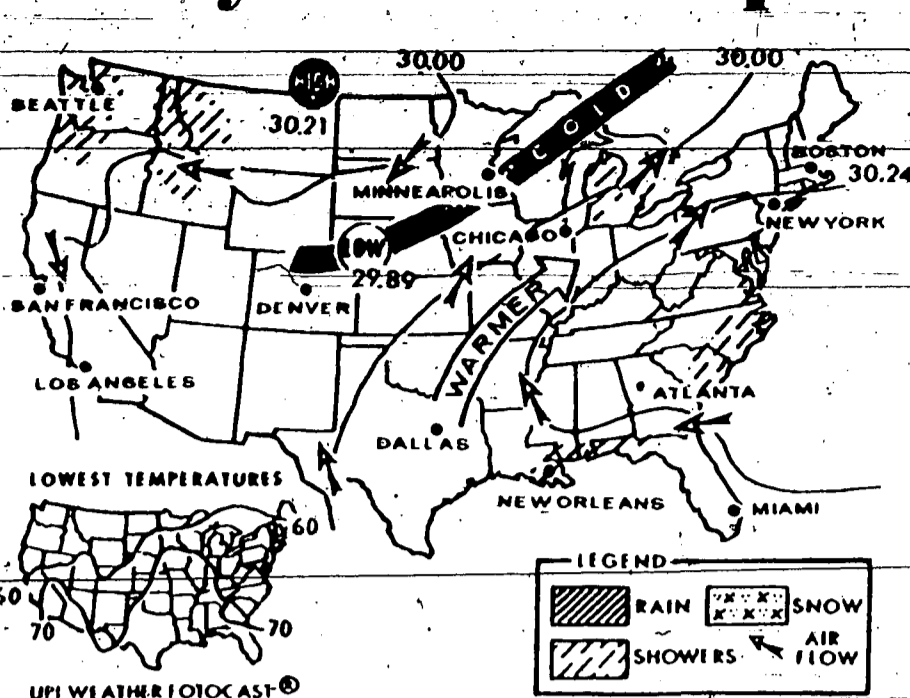 30.00 30.00
HIGH
SEATTLE
30.21
COLD
BOSTON
30.24
MINNEAPOLIS
NEW YORK
LOW
CHICAGO
29.89
DENVER
SAN FRANCISCO
WARMER
LOS ANGELES
ATLANTA
DALLAS
NEW ORLEANS
MIAMI
LOWEST TEMPERATURES
60
60
70
70
LEGEND
RAIN
SNOW
SHOWERS
AIR
FLOW
UPI WEATHER FOTOCAST®